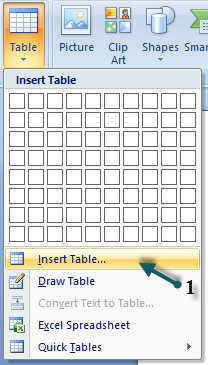 Table
Picture
Clip
Art
Shapes
Smar
Insert Table
Insert Table...
1
Draw Table
Convert Text to Table...
Excel Spreadsheet
Quick Tables